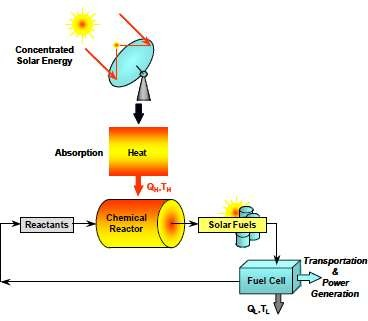 Concentrated
Solar Energy
Absorption
Heat
QH,TH
Reactants
Chemical
Reactor
Solar Fuels
Transportation
&
Power
Generation
Fuel Cell
QL,TL